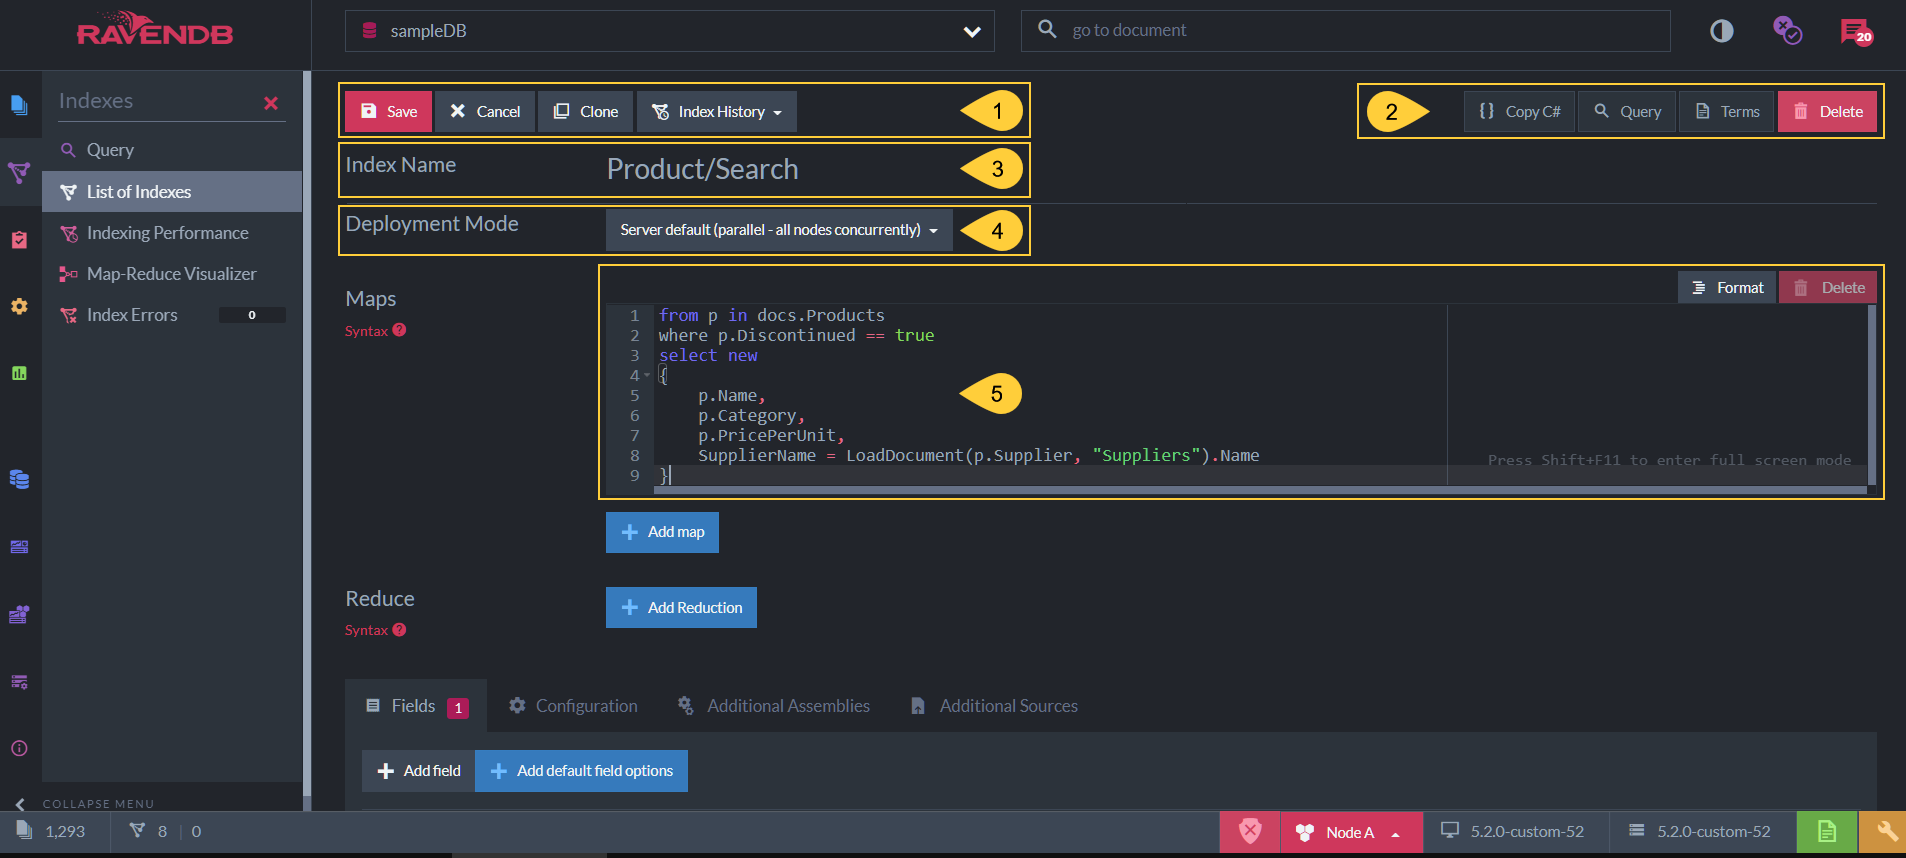 RAVENDB
sampleDB
go to document
20
Indexes
Query
List of Indexes
Indexing Performance
Map-Reduce Visualizer
Index Errors 0
COLLAPSE MENU
Save Cancel Clone Index History 1
2 Copy C# Query Terms Delete
Index Name Product/Search 3
Deployment Mode Server default (parallel - all nodes concurrently) 4
Maps
Syntax ?
Format Delete
1 from p in docs.Products
2 where p.Discontinued == true
3 select new
4 {
5 p.Name,
6 p.Category,
7 p.PricePerUnit,
8 SupplierName = LoadDocument(p.Supplier, "Suppliers").Name
9 }
5
Press Shift+F11 to enter full screen mode
Add map
Reduce
Syntax ?
Add Reduction
Fields 1 Configuration Additional Assemblies Additional Sources
Add field Add default field options
1,293 8 | 0 Node A 5.2.0-custom-52 5.2.0-custom-52